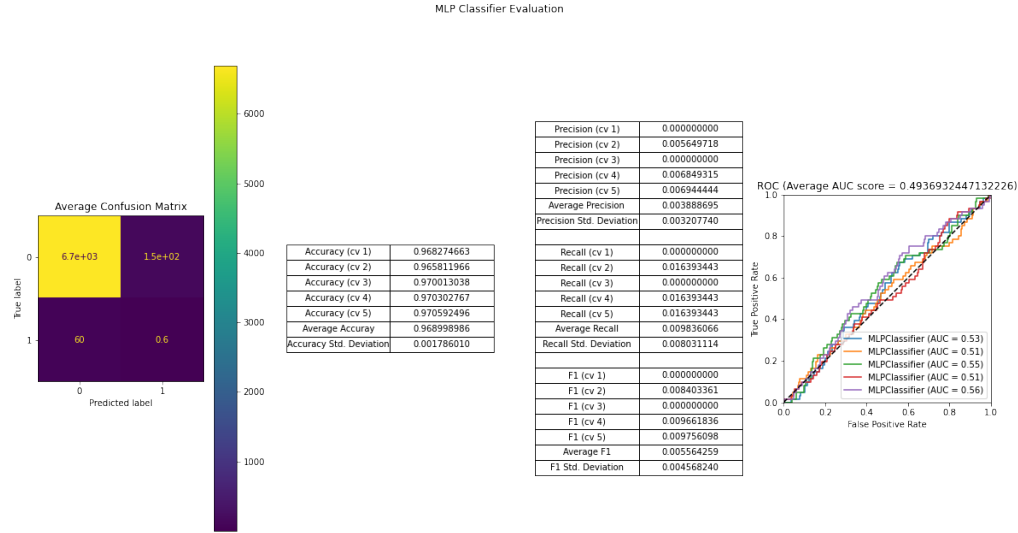 MLP Classifier Evaluation
Average Confusion Matrix
True label
0
1
6.7e+03
1.5e+02
60
0.6
0
1
Predicted label
6000
5000
4000
3000
2000
1000
Accuracy (cv 1) 0.968274663
Accuracy (cv 2) 0.965811966
Accuracy (cv 3) 0.970013038
Accuracy (cv 4) 0.970302767
Accuracy (cv 5) 0.970592496
Average Accuray 0.968998986
Accuracy Std. Deviation 0.001786010
Precision (cv 1) 0.000000000
Precision (cv 2) 0.005649718
Precision (cv 3) 0.000000000
Precision (cv 4) 0.006849315
Precision (cv 5) 0.006944444
Average Precision 0.003888695
Precision Std. Deviation 0.003207740
Recall (cv 1) 0.000000000
Recall (cv 2) 0.016393443
Recall (cv 3) 0.000000000
Recall (cv 4) 0.016393443
Recall (cv 5) 0.016393443
Average Recall 0.009836066
Recall Std. Deviation 0.008031114
F1 (cv 1) 0.000000000
F1 (cv 2) 0.008403361
F1 (cv 3) 0.000000000
F1 (cv 4) 0.009661836
F1 (cv 5) 0.009756098
Average F1 0.005564259
F1 Std. Deviation 0.004568240
ROC (Average AUC score = 0.4936932447132226)
True Positive Rate
1.0
0.8
0.6
0.4
0.2
0.0
MLPClassifier (AUC = 0.53)
MLPClassifier (AUC = 0.51)
MLPClassifier (AUC = 0.55)
MLPClassifier (AUC = 0.51)
MLPClassifier (AUC = 0.56)
0.0 0.2 0.4 0.6 0.8 1.0
False Positive Rate